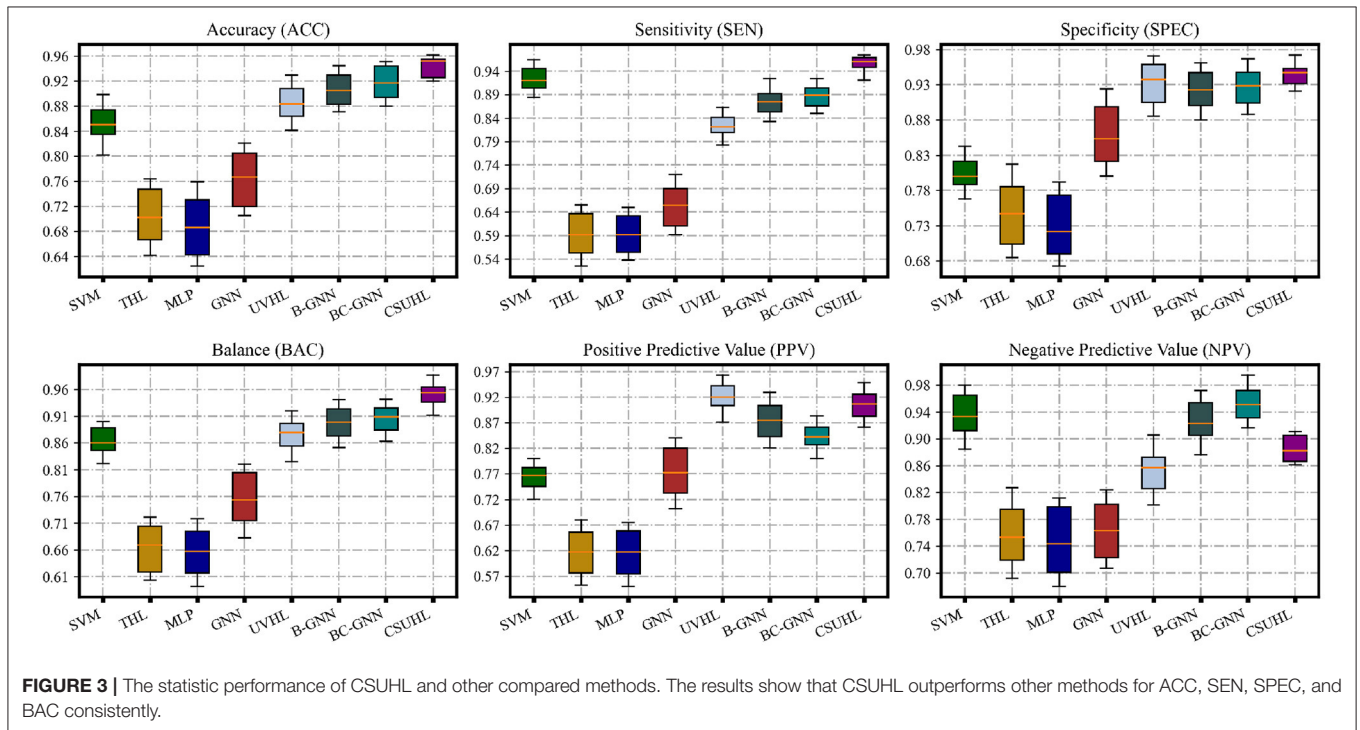 Accuracy (ACC)
0.96
0.92
0.88
0.84
0.80
0.76
0.72
0.68
0.64
SVM
THL
MLP
GNN
UVHL
B-GNN
BC-GNN
CSUHL
Sensitivity (SEN)
0.94
0.89
0.84
0.79
0.74
0.69
0.64
0.59
0.54
SVM
THL
MLP
GNN
UVHL
B-GNN
BC-GNN
CSUHL
Specificity (SPEC)
0.98
0.93
0.88
0.83
0.78
0.73
0.68
SVM
THL
MLP
GNN
UVHL
B-GNN
BC-GNN
CSUHL
Balance (BAC)
0.96
0.91
0.86
0.81
0.76
0.71
0.66
0.61
SVM
THL
MLP
GNN
UVHL
B-GNN
BC-GNN
CSUHL
Positive Predictive Value (PPV)
0.97
0.92
0.87
0.82
0.77
0.72
0.67
0.62
0.57
SVM
THL
MLP
GNN
UVHL
B-GNN
BC-GNN
CSUHL
Negative Predictive Value (NPV)
0.98
0.94
0.90
0.86
0.82
0.78
0.74
0.70
SVM
THL
MLP
GNN
UVHL
B-GNN
BC-GNN
CSUHL
FIGURE 3 | The statistic performance of CSUHL and other compared methods. The results show that CSUHL outperforms other methods for ACC, SEN, SPEC, and
BAC consistently.